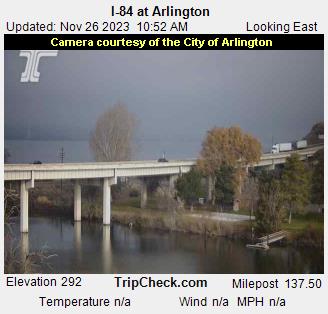 I-84 at Arlington
Updated: Nov 26 2023 10:52 AM Looking East
Camera courtesy of the City of Arlington
Elevation 292 TripCheck.com Milepost 137.50
Temperature n/a Wind n/a MPH n/a